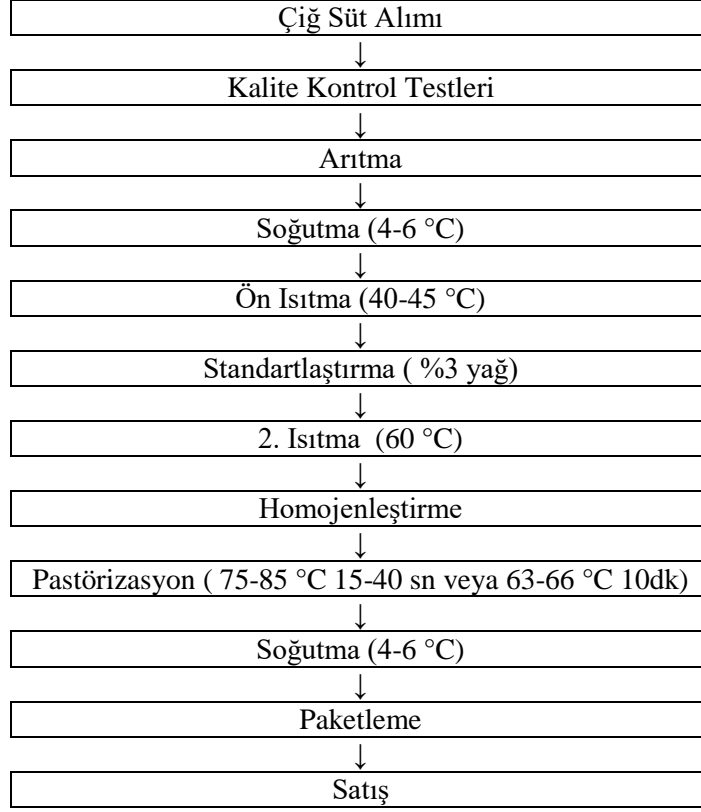 Çiğ Süt Alımı
↓
Kalite Kontrol Testleri
↓
Arıtma
↓
Soğutma (4-6 °C)
↓
Ön Isıtma (40-45 °C)
↓
Standartlaştırma ( %3 yağ)
↓
2. Isıtma (60 °C)
↓
Homojenleştirme
↓
Pastörizasyon ( 75-85 °C 15-40 sn veya 63-66 °C 10dk)
↓
Soğutma (4-6 °C)
↓
Paketleme
↓
Satış